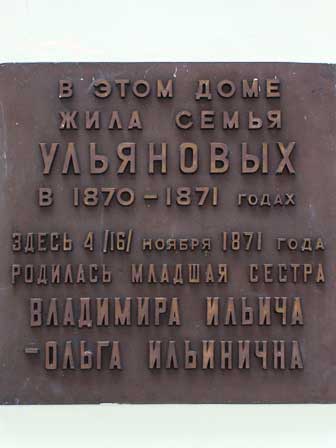 В ЭТОМ ДОМЕ
ЖИЛА СЕМЬЯ
УЛЬЯНОВЫХ
В 1870-1871 ГОДАХ
ЗДЕСЬ 4/16/ НОЯБРЯ 1871 ГОДА
РОДИЛАСЬ МЛАДШАЯ СЕСТРА
ВЛАДИМИРА ИЛЬИЧА
-ОЛЬГА ИЛЬИНИЧНА